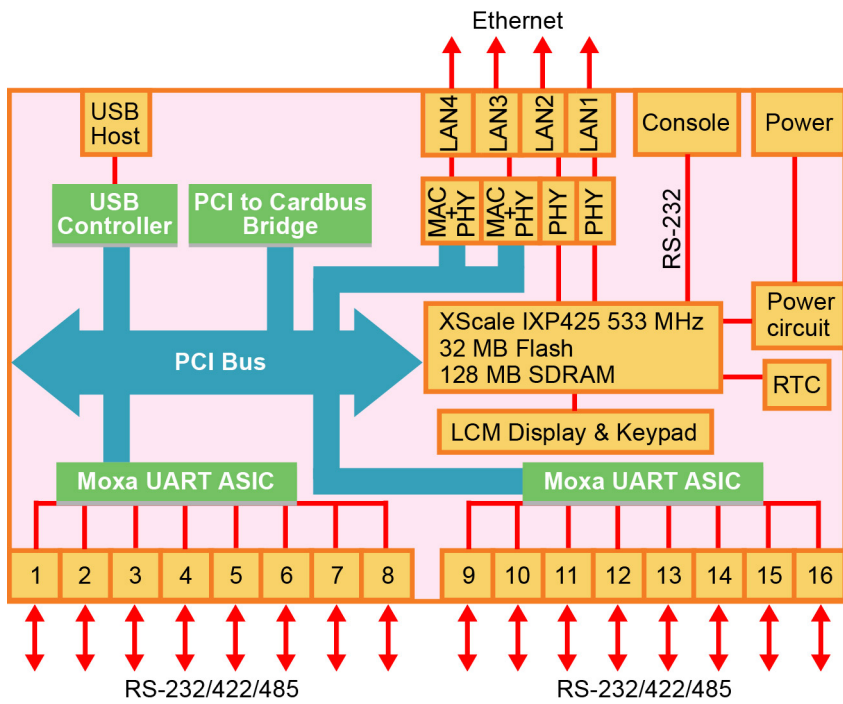 Ethernet
USB
Host
LAN4
LAN3
LAN2
LAN1
Console
Power
USB
Controller
PCI to Cardbus
Bridge
MAC
+
PHY
MAC
+
PHY
PHY
PHY
RS-232
XScale IXP425 533 MHz
32 MB Flash
128 MB SDRAM
Power
circuit
PCI Bus
RTC
LCM Display & Keypad
Moxa UART ASIC
Moxa UART ASIC
1 2 3 4 5 6 7 8
9 10 11 12 13 14 15 16
RS-232/422/485
RS-232/422/485